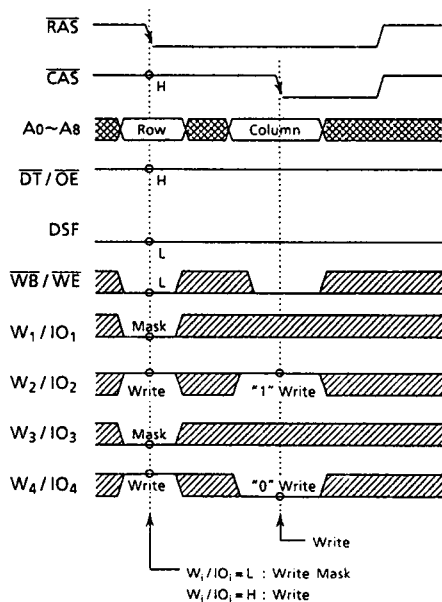 RAS
CAS
H
A0~A8
Row
Column
DT / OE
H
DSF
L
WB / WE
L
W1 / IO1
Mask
W2 / IO2
Write
"1" Write
W3 / IO3
Mask
W4 / IO4
Write
"0" Write
Write
Wi / IOi = L : Write Mask
Wi / IOi = H : Write